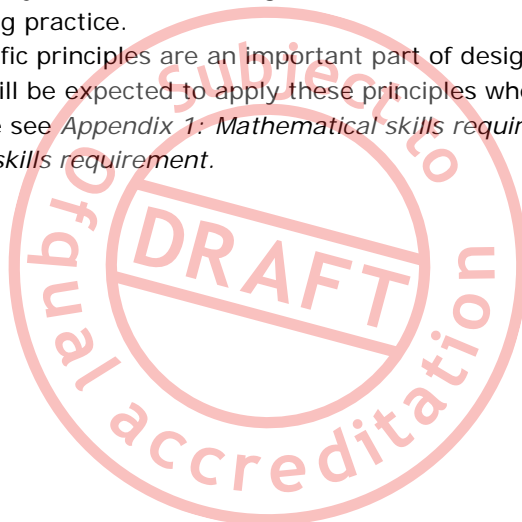 g practice.
fic principles are an important part of desig
ill be expected to apply these principles whe
e see Appendix 1: Mathematical skills requir
skills requirement.
Subject to
Ofqual accreditation
DRAFT